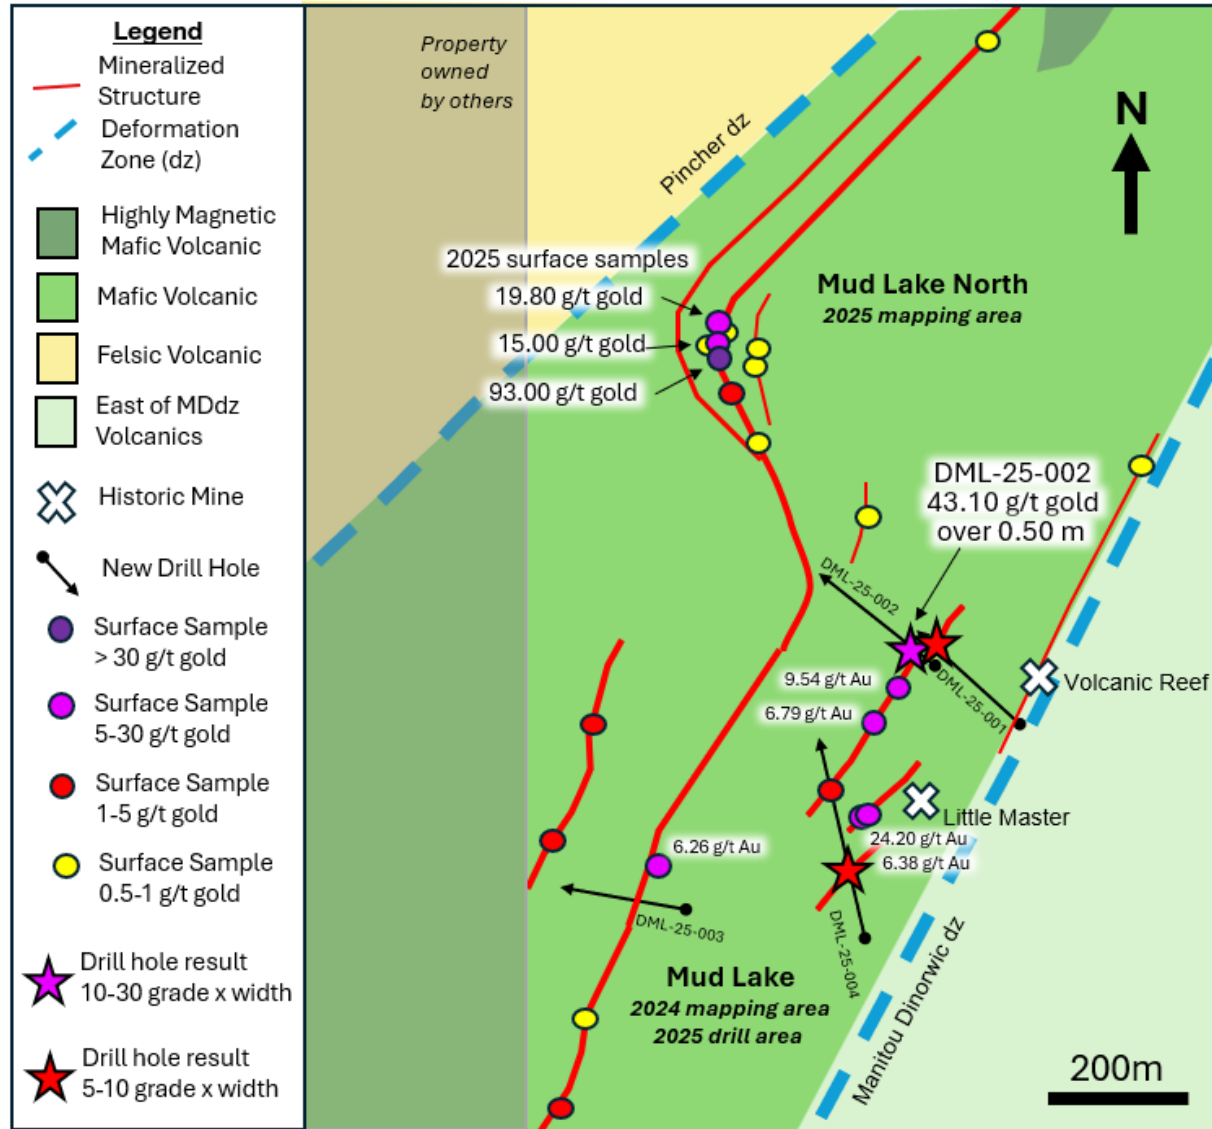 Legend
Mineralized
Structure
Deformation
Zone (dz)
Highly Magnetic
Mafic Volcanic
Mafic Volcanic
Felsic Volcanic
East of MDdz
Volcanics
Historic Mine
New Drill Hole
Surface Sample
> 30 g/t gold
Surface Sample
5-30 g/t gold
Surface Sample
1-5 g/t gold
Surface Sample
0.5-1 g/t gold
Drill hole result
10-30 grade x width
Drill hole result
5-10 grade x width
Property
owned
by others
Pincher dz
N
2025 surface samples
19.80 g/t gold
15.00 g/t gold
93.00 g/t gold
Mud Lake North
2025 mapping area
DML-25-002
43.10 g/t gold
over 0.50 m
DML-25-002
9.54 g/t Au
DML-25-001
Volcanic Reef
6.79 g/t Au
Little Master
24.20 g/t Au
6.38 g/t Au
6.26 g/t Au
DML-25-003
DML-25-004
Mud Lake
2024 mapping area
2025 drill area
Manitou Dinorwic dz
200m